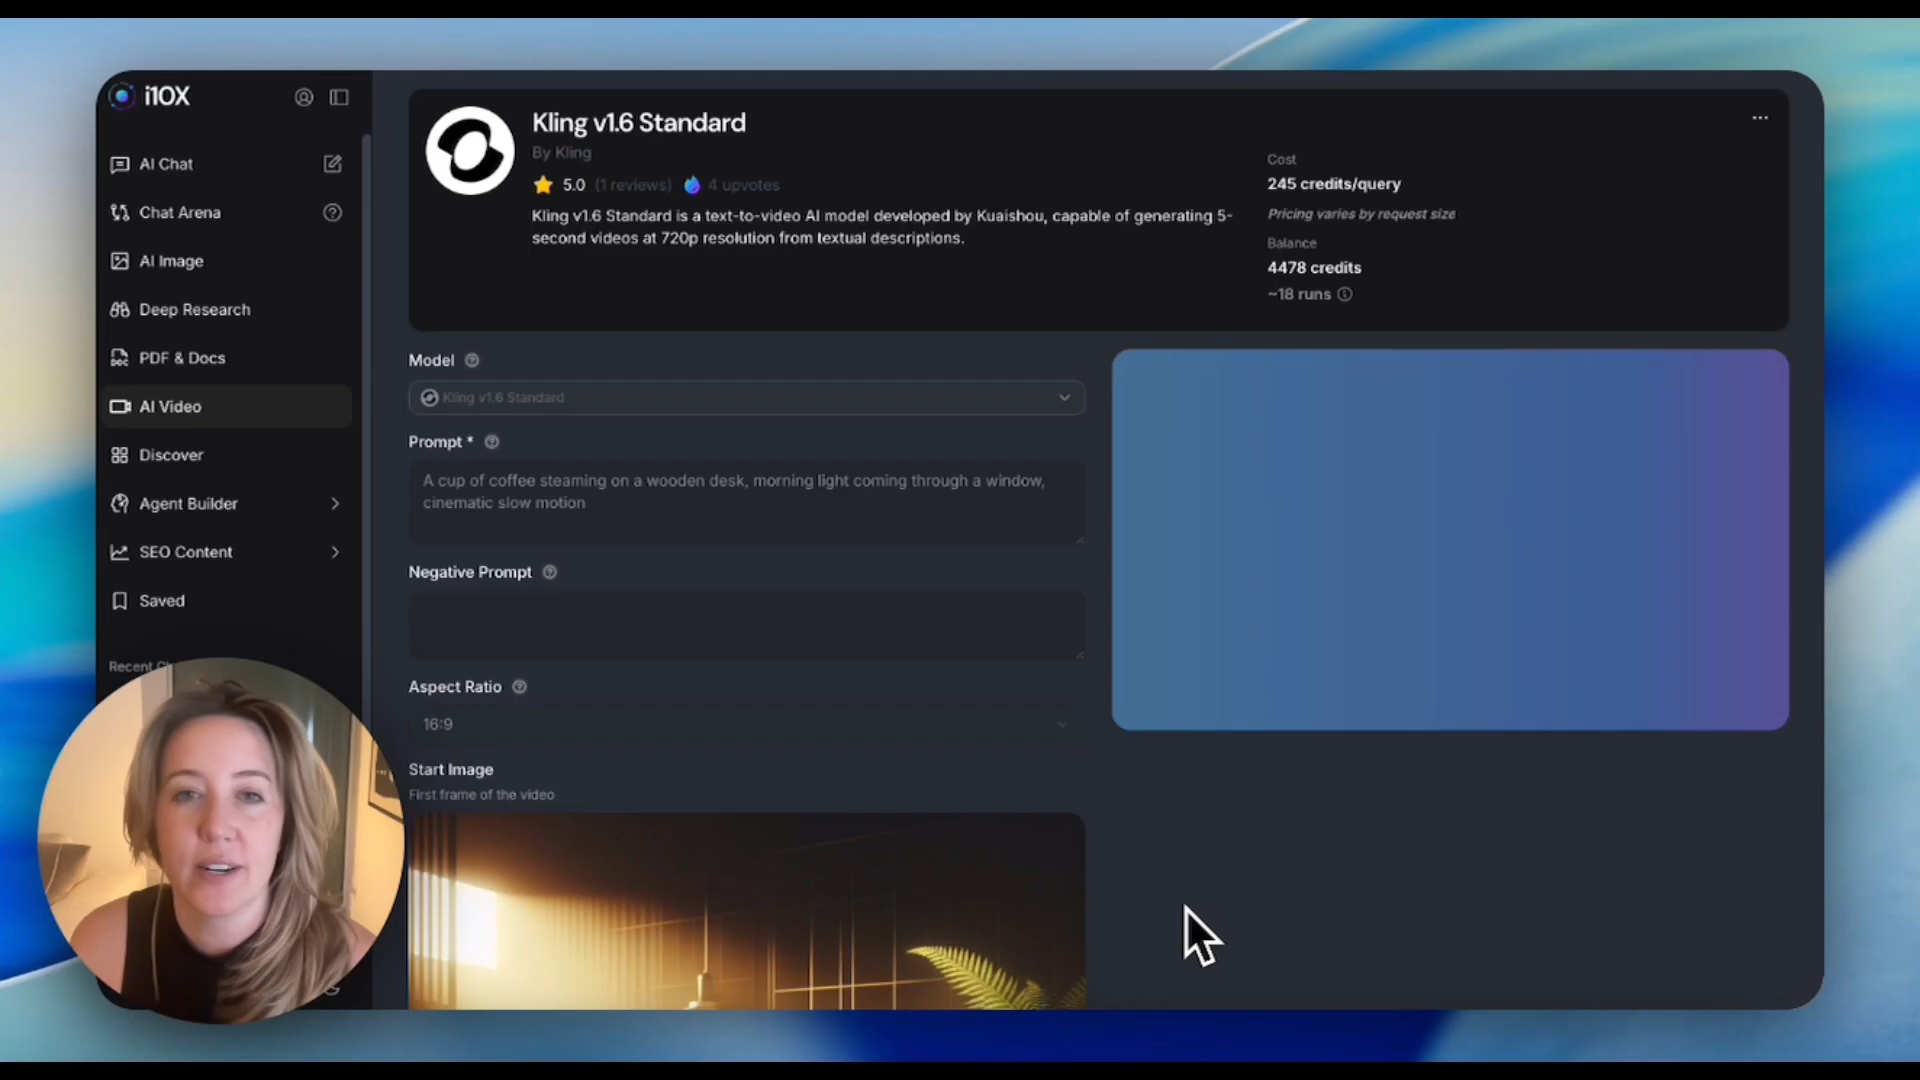 i10X
AI Chat
Chat Arena
AI Image
Deep Research
PDF & Docs
AI Video
Discover
Agent Builder
SEO Content
Saved
Recent
Kling v1.6 Standard
By Kling
5.0 (1 reviews) 4 upvotes
Kling v1.6 Standard is a text-to-video AI model developed by Kuaishou, capable of generating 5-
second videos at 720p resolution from textual descriptions.
Cost
245 credits/query
Pricing varies by request size
Balance
4478 credits
~18 runs
Model
Kling v1.6 Standard
Prompt *
A cup of coffee steaming on a wooden desk, morning light coming through a window,
cinematic slow motion
Negative Prompt
Aspect Ratio
16:9
Start Image
First frame of the video